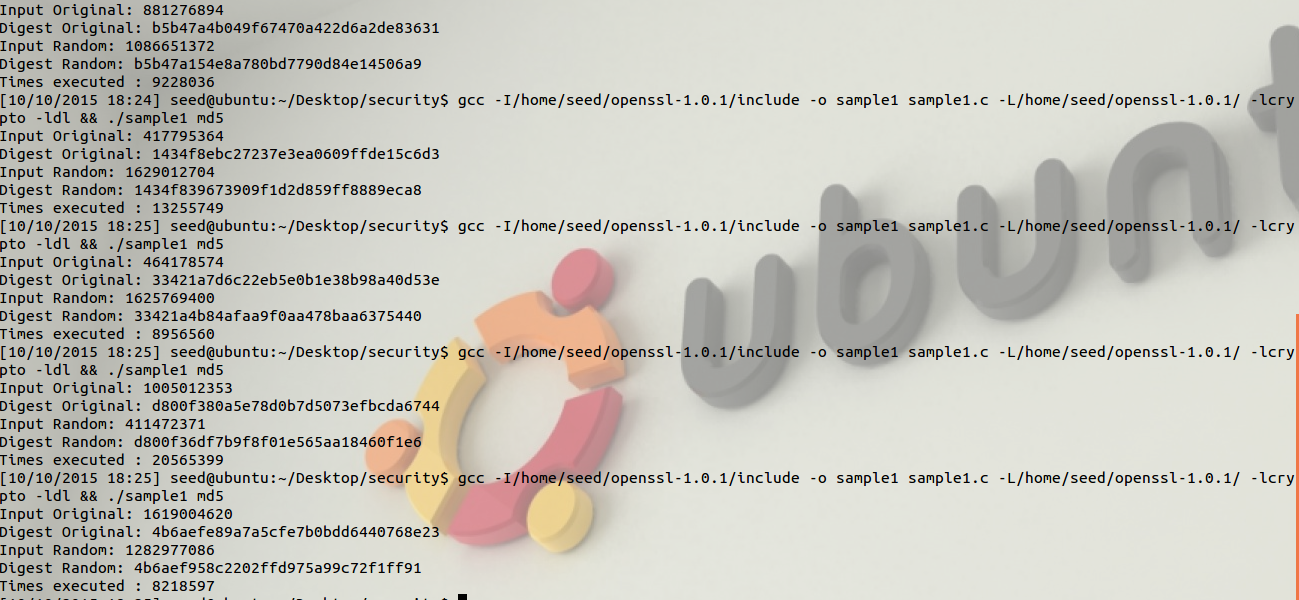 Input Original: 881276894
Digest Original: b5b47a4b049f67470a422d6a2de83631
Input Random: 1086651372
Digest Random: b5b47a154e8a780bd7790d84e14506a9
Times executed : 9228036
[10/10/2015 18:24] seed@ubuntu:~/Desktop/security$ gcc -I/home/seed/openssl-1.0.1/include -o sample1 sample1.c -L/home/seed/openssl-1.0.1/ -lcry
pto -ldl && ./sample1 md5
Input Original: 417795364
Digest Original: 1434f8ebc27237e3ea0609ffde15c6d3
Input Random: 1629012704
Digest Random: 1434f839673909f1d2d859ff8889eca8
Times executed : 13255749
[10/10/2015 18:25] seed@ubuntu:~/Desktop/security$ gcc -I/home/seed/openssl-1.0.1/include -o sample1 sample1.c -L/home/seed/openssl-1.0.1/ -lcry
pto -ldl && ./sample1 md5
Input Original: 464178574
Digest Original: 33421a7d6c22eb5e0b1e38b98a40d53e
Input Random: 1625769400
Digest Random: 33421a4b84afaa9f0aa478baa6375440
Times executed : 8956560
[10/10/2015 18:25] seed@ubuntu:~/Desktop/security$ gcc -I/home/seed/openssl-1.0.1/include -o sample1 sample1.c -L/home/seed/openssl-1.0.1/ -lcry
pto -ldl && ./sample1 md5
Input Original: 1005012353
Digest Original: d800f380a5e78d0b7d5073efbcda6744
Input Random: 411472371
Digest Random: d800f36df7b9f8f01e565aa18460f1e6
Times executed : 20565399
[10/10/2015 18:25] seed@ubuntu:~/Desktop/security$ gcc -I/home/seed/openssl-1.0.1/include -o sample1 sample1.c -L/home/seed/openssl-1.0.1/ -lcry
pto -ldl && ./sample1 md5
Input Original: 1619004620
Digest Original: 4b6aefe89a7a5cfe7b0bdd6440768e23
Input Random: 1282977086
Digest Random: 4b6aef958c2202ffd975a99c72f1ff91
Times executed : 8218597
ubunt